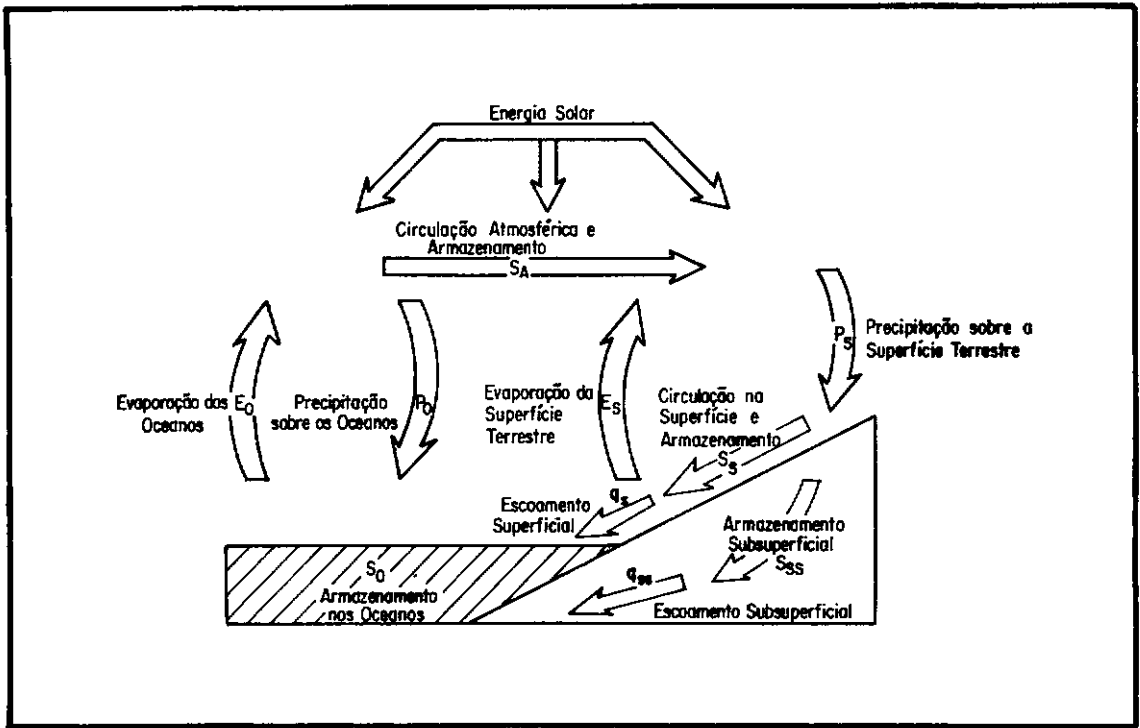 Energia Solar
Circulação Atmosférica e
Armazenamento
S_A
P_S
Precipitação sobre a
Superfície Terrestre
Evaporação dos
Oceanos
E_O
Precipitação
sobre os Oceanos
P_O
Evaporação da
Superfície
Terrestre
E_S
Circulação na
Superfície e
Armazenamento
S_S
q_s
Escoamento
Superficial
Armazenamento
Subsuperficial
S_SS
S_O
Armazenamento
nos Oceanos
q_ss
Escoamento Subsuperficial